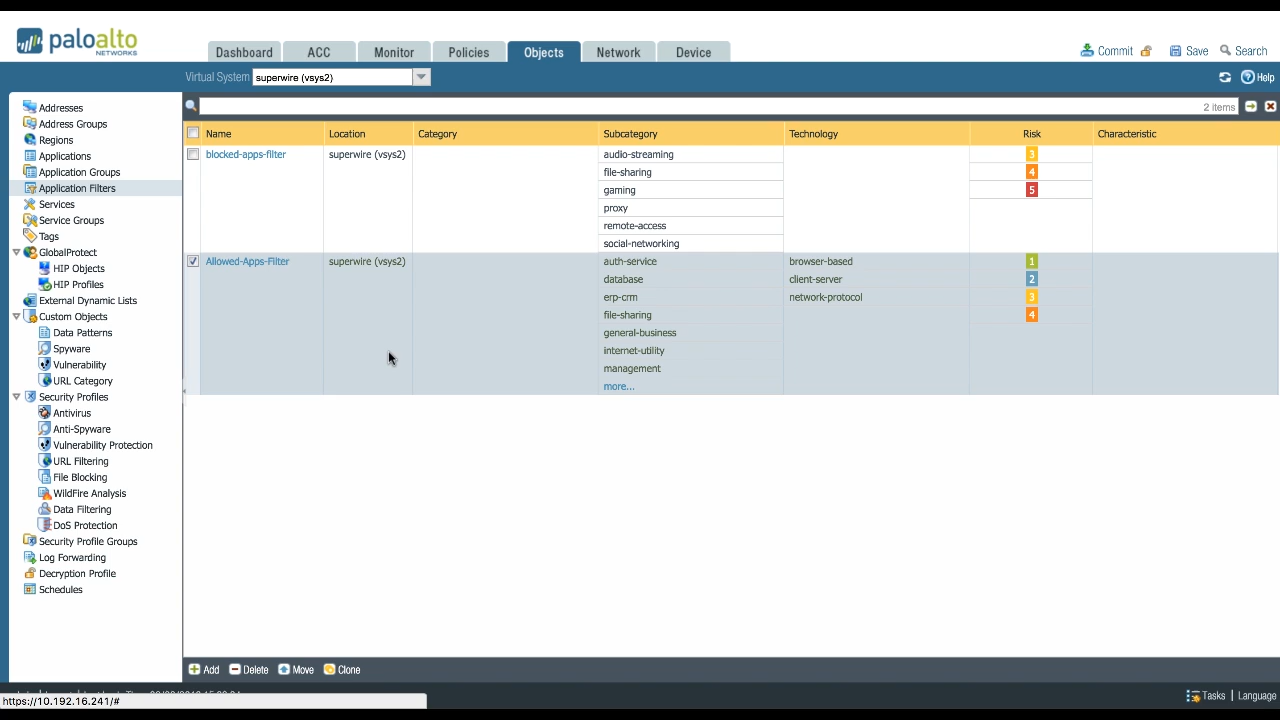 paloalto
NETWORKS
Dashboard
ACC
Monitor
Policies
Objects
Network
Device
Commit
Save
Search
Virtual System
superwire (vsys2)
Help
2 items
Addresses
Address Groups
Regions
Applications
Application Groups
Application Filters
Services
Service Groups
Tags
GlobalProtect
HIP Objects
HIP Profiles
External Dynamic Lists
Custom Objects
Data Patterns
Spyware
Vulnerability
URL Category
Security Profiles
Antivirus
Anti-Spyware
Vulnerability Protection
URL Filtering
File Blocking
WildFire Analysis
Data Filtering
DoS Protection
Security Profile Groups
Log Forwarding
Decryption Profile
Schedules
Name Location Category Subcategory Technology Risk Characteristic
blocked-apps-filter superwire (vsys2) audio-streaming 3
file-sharing 4
gaming 5
proxy
remote-access
social-networking
Allowed-Apps-Filter superwire (vsys2) auth-service browser-based 1
database client-server 2
erp-crm network-protocol 3
file-sharing 4
general-business
internet-utility
management
more...
Add Delete Move Clone
https://10.192.16.241/#
Tasks | Language